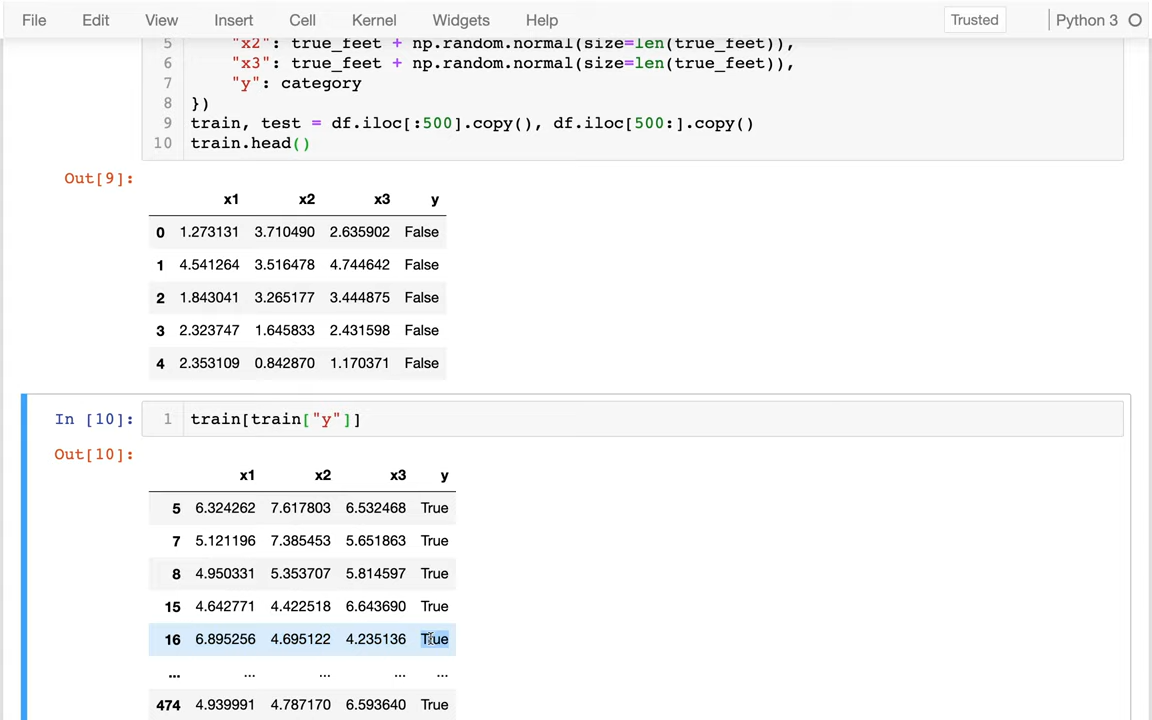 File Edit View Insert Cell Kernel Widgets Help Trusted Python 3
5 "x2": true_feet + np.random.normal(size=len(true_feet)),
6 "x3": true_feet + np.random.normal(size=len(true_feet)),
7 "y": category
8 })
9 train, test = df.iloc[:500].copy(), df.iloc[500:].copy()
10 train.head()
Out[9]:
x1 x2 x3 y
0 1.273131 3.710490 2.635902 False
1 4.541264 3.516478 4.744642 False
2 1.843041 3.265177 3.444875 False
3 2.323747 1.645833 2.431598 False
4 2.353109 0.842870 1.170371 False
In [10]: 1 train[train["y"]]
Out[10]:
x1 x2 x3 y
5 6.324262 7.617803 6.532468 True
7 5.121196 7.385453 5.651863 True
8 4.950331 5.353707 5.814597 True
15 4.642771 4.422518 6.643690 True
16 6.895256 4.695122 4.235136 True
... ... ... ... ...
474 4.939991 4.787170 6.593640 True